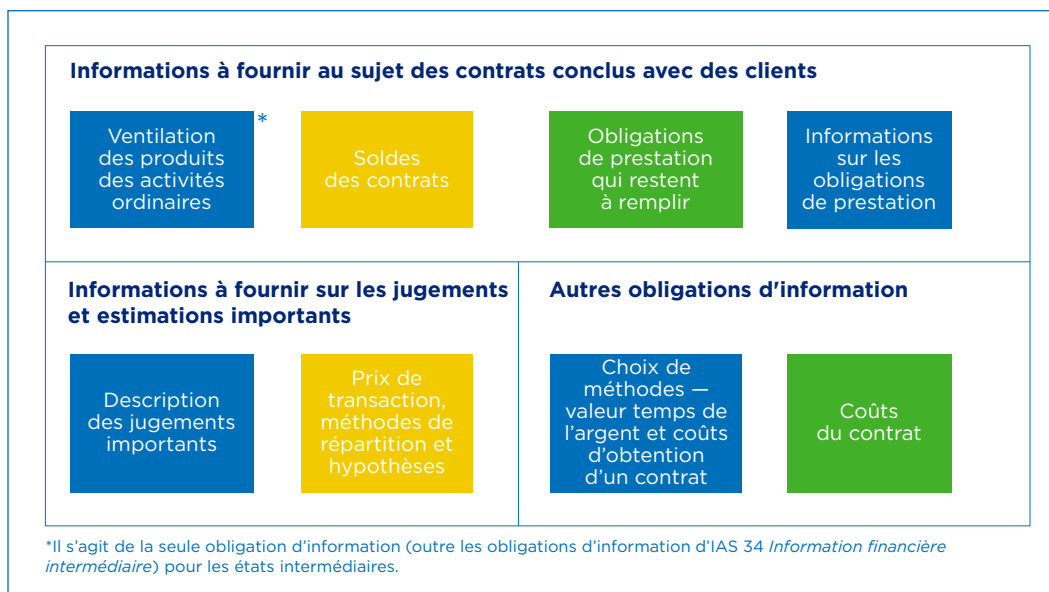 Informations à fournir au sujet des contrats conclus avec des clients
Ventilation
des produits
des activités
ordinaires
*
Soldes
des contrats
Obligations
de prestation
qui restent
à remplir
Informations
sur les
obligations
de prestation
Informations à fournir sur les jugements
et estimations importants
Description
des jugements
importants
Prix de
transaction,
méthodes de
répartition et
hypothèses
Autres obligations d'information
Choix de
méthodes —
valeur temps de
l’argent et coûts
d’obtention
d’un contrat
Coûts
du contrat
*Il s’agit de la seule obligation d’information (outre les obligations d’information d’IAS 34 Information financière
intermédiaire) pour les états intermédiaires.